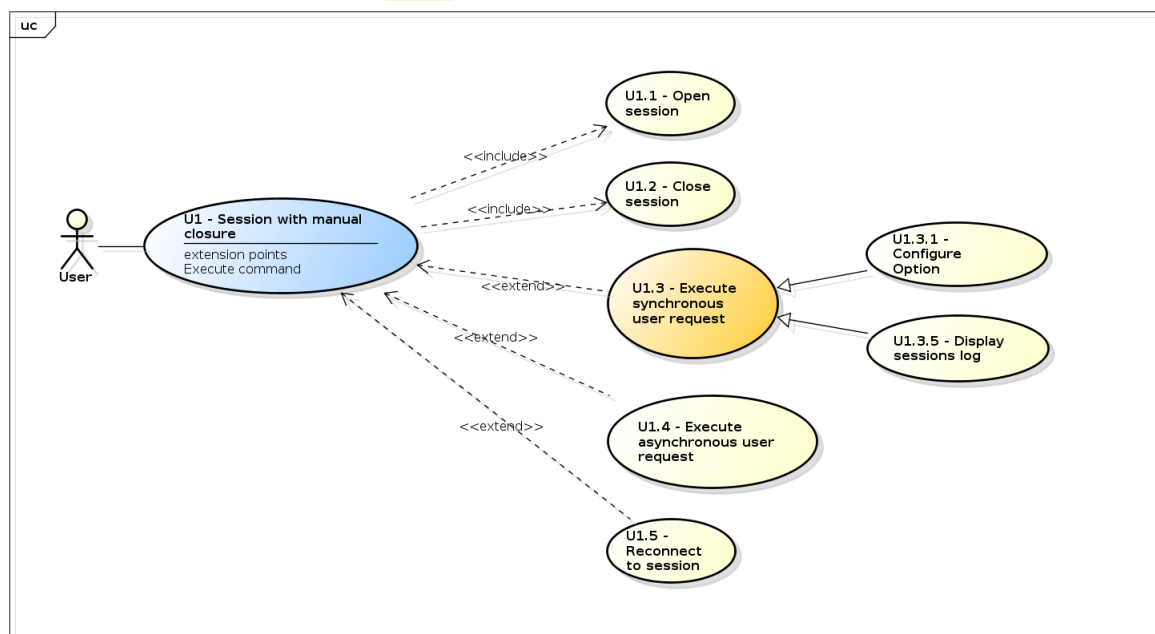 uc
U1.1 - Open
session
<<include>>
U1.2 - Close
session
<<include>>
U1 - Session with manual
closure
extension points
Execute command
User
U1.3 - Execute
synchronous
user request
<<extend>>
U1.3.1 -
Configure
Option
U1.3.5 - Display
sessions log
<<extend>>
U1.4 - Execute
asynchronous user
request
<<extend>>
U1.5 -
Reconnect
to session